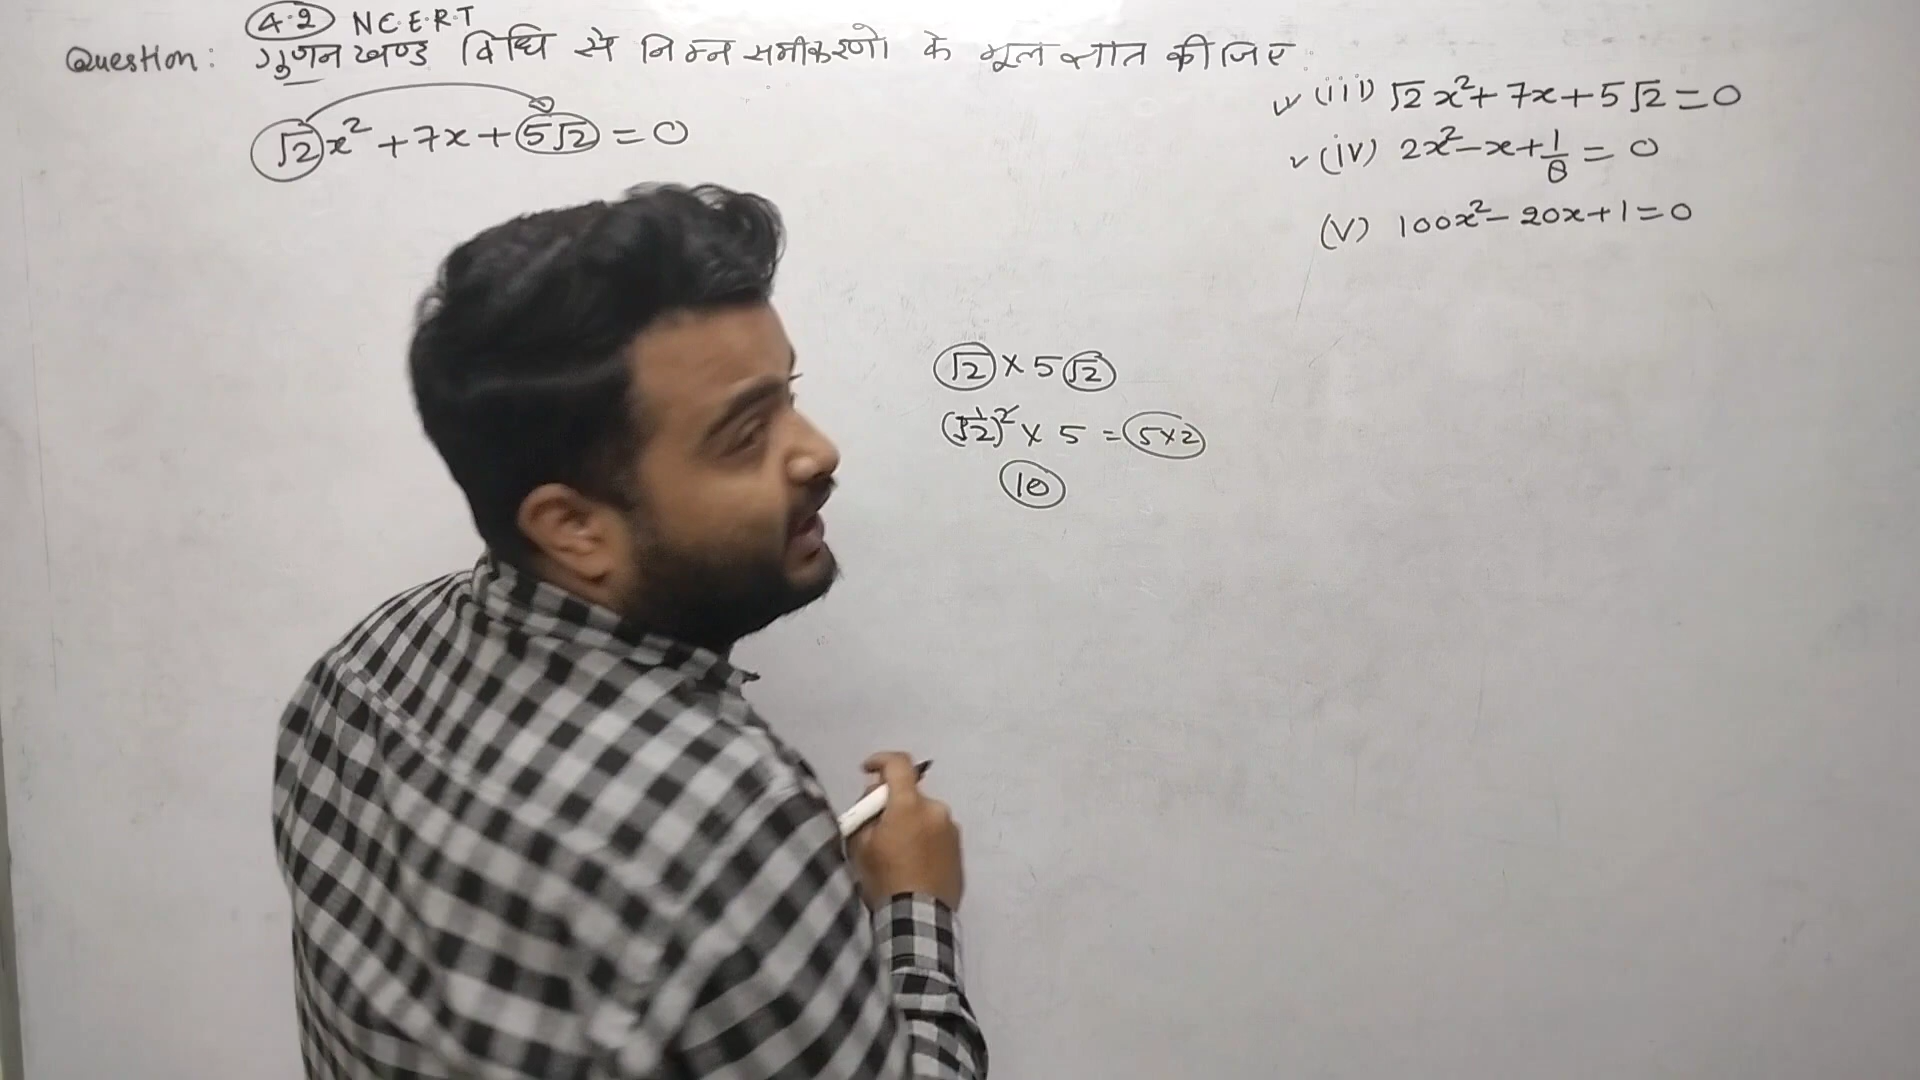 4.2 N.C.E.R.T
Question: गुणनखण्ड विधि से निम्न समीकरणो के मूल ज्ञात कीजिए
√2x² + 7x + 5√2 = 0
(iii) √2x² + 7x + 5√2 = 0
(iv) 2x² - x + 1/8 = 0
(v) 100x² - 20x + 1 = 0
√2 × 5√2
(√2)² × 5 = 5×2
10